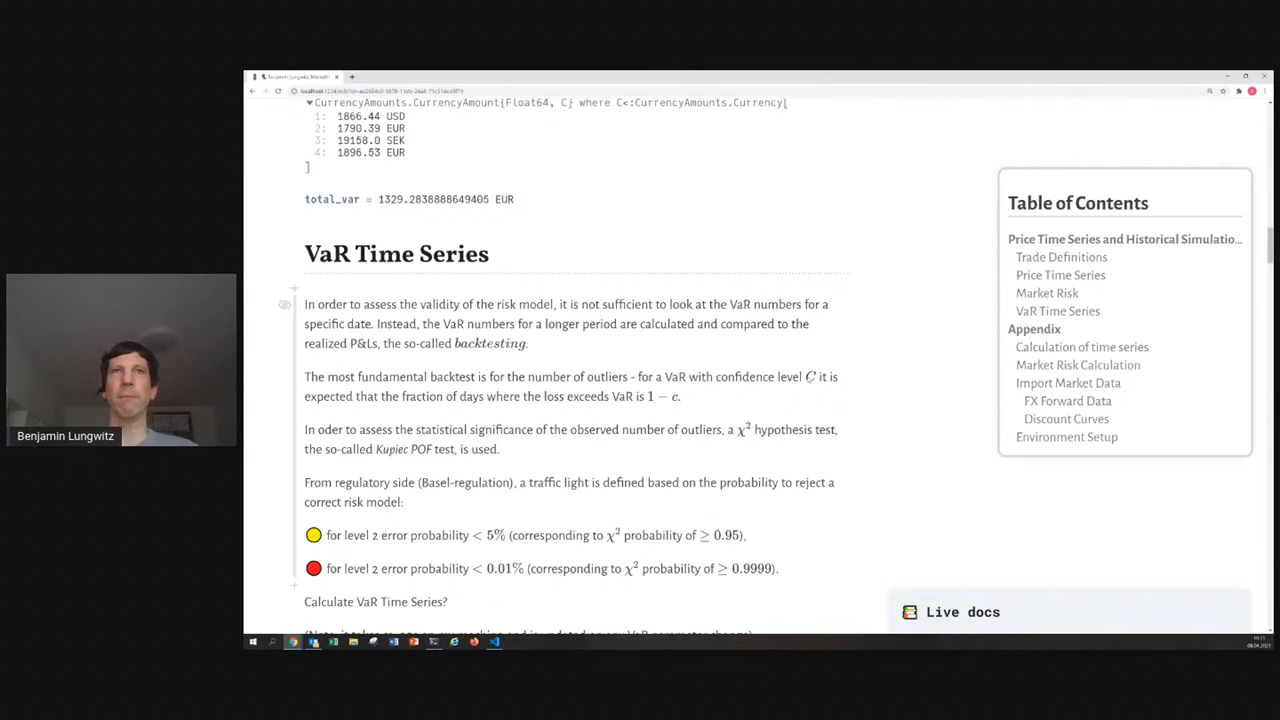 Benjamin_Lungwitz_MarketRi
localhost:1234/edit?id=
CurrencyAmounts.CurrencyAmount{Float64, C} where C<:CurrencyAmounts.Currency[
1: 1866.44 USD
2: 1790.39 EUR
3: 19158.0 SEK
4: 1896.53 EUR
]
total_var = 1329.2838888649405 EUR
VaR Time Series
In order to assess the validity of the risk model, it is not sufficient to look at the VaR numbers for a
specific date. Instead, the VaR numbers for a longer period are calculated and compared to the
realized P&Ls, the so-called backtesting.
The most fundamental backtest is for the number of outliers - for a VaR with confidence level C it is
expected that the fraction of days where the loss exceeds VaR is 1 − c.
In oder to assess the statistical significance of the observed number of outliers, a χ² hypothesis test,
the so-called Kupiec POF test, is used.
From regulatory side (Basel-regulation), a traffic light is defined based on the probability to reject a
correct risk model:
for level 2 error probability < 5% (corresponding to χ² probability of ≥ 0.95),
for level 2 error probability < 0.01% (corresponding to χ² probability of ≥ 0.9999).
Calculate VaR Time Series?
Table of Contents
Price Time Series and Historical Simulatio...
Trade Definitions
Price Time Series
Market Risk
VaR Time Series
Appendix
Calculation of time series
Market Risk Calculation
Import Market Data
FX Forward Data
Discount Curves
Environment Setup
Live docs
Benjamin Lungwitz
19:11
08.04.2021